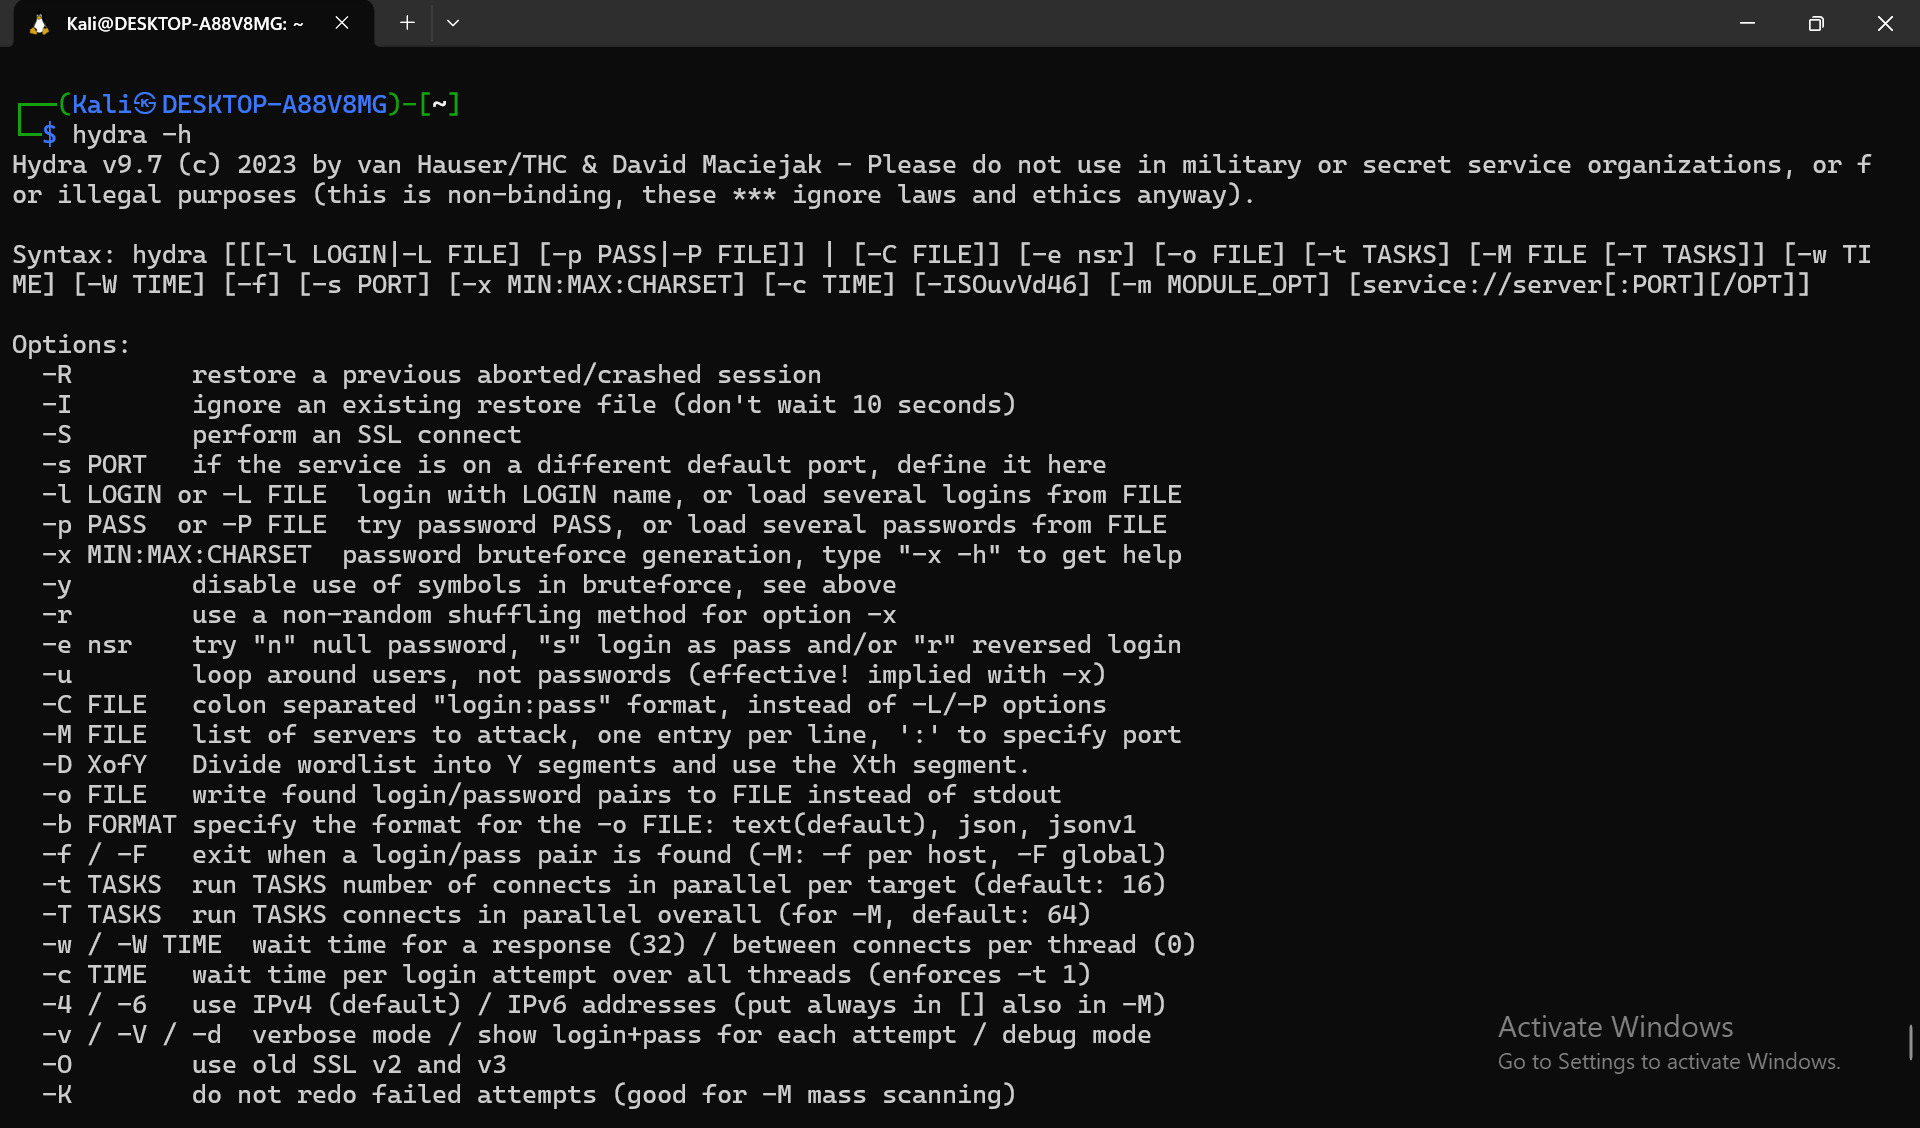 Kali@DESKTOP-A88V8MG: ~
(Kali㉿DESKTOP-A88V8MG)-[~]
$ hydra -h
Hydra v9.7 (c) 2023 by van Hauser/THC & David Maciejak - Please do not use in military or secret service organizations, or f
or illegal purposes (this is non-binding, these *** ignore laws and ethics anyway).
Syntax: hydra [[[-l LOGIN|-L FILE] [-p PASS|-P FILE]] | [-C FILE]] [-e nsr] [-o FILE] [-t TASKS] [-M FILE [-T TASKS]] [-w TI
ME] [-W TIME] [-f] [-s PORT] [-x MIN:MAX:CHARSET] [-c TIME] [-ISOuvVd46] [-m MODULE_OPT] [service://server[:PORT][/OPT]]
Options:
-R restore a previous aborted/crashed session
-I ignore an existing restore file (don't wait 10 seconds)
-S perform an SSL connect
-s PORT if the service is on a different default port, define it here
-l LOGIN or -L FILE login with LOGIN name, or load several logins from FILE
-p PASS or -P FILE try password PASS, or load several passwords from FILE
-x MIN:MAX:CHARSET password bruteforce generation, type "-x -h" to get help
-y disable use of symbols in bruteforce, see above
-r use a non-random shuffling method for option -x
-e nsr try "n" null password, "s" login as pass and/or "r" reversed login
-u loop around users, not passwords (effective! implied with -x)
-C FILE colon separated "login:pass" format, instead of -L/-P options
-M FILE list of servers to attack, one entry per line, ':' to specify port
-D XofY Divide wordlist into Y segments and use the Xth segment.
-o FILE write found login/password pairs to FILE instead of stdout
-b FORMAT specify the format for the -o FILE: text(default), json, jsonv1
-f / -F exit when a login/pass pair is found (-M: -f per host, -F global)
-t TASKS run TASKS number of connects in parallel per target (default: 16)
-T TASKS run TASKS connects in parallel overall (for -M, default: 64)
-w / -W TIME wait time for a response (32) / between connects per thread (0)
-c TIME wait time per login attempt over all threads (enforces -t 1)
-4 / -6 use IPv4 (default) / IPv6 addresses (put always in [] also in -M)
-v / -V / -d verbose mode / show login+pass for each attempt / debug mode
-O use old SSL v2 and v3
-K do not redo failed attempts (good for -M mass scanning)
Activate Windows
Go to Settings to activate Windows.